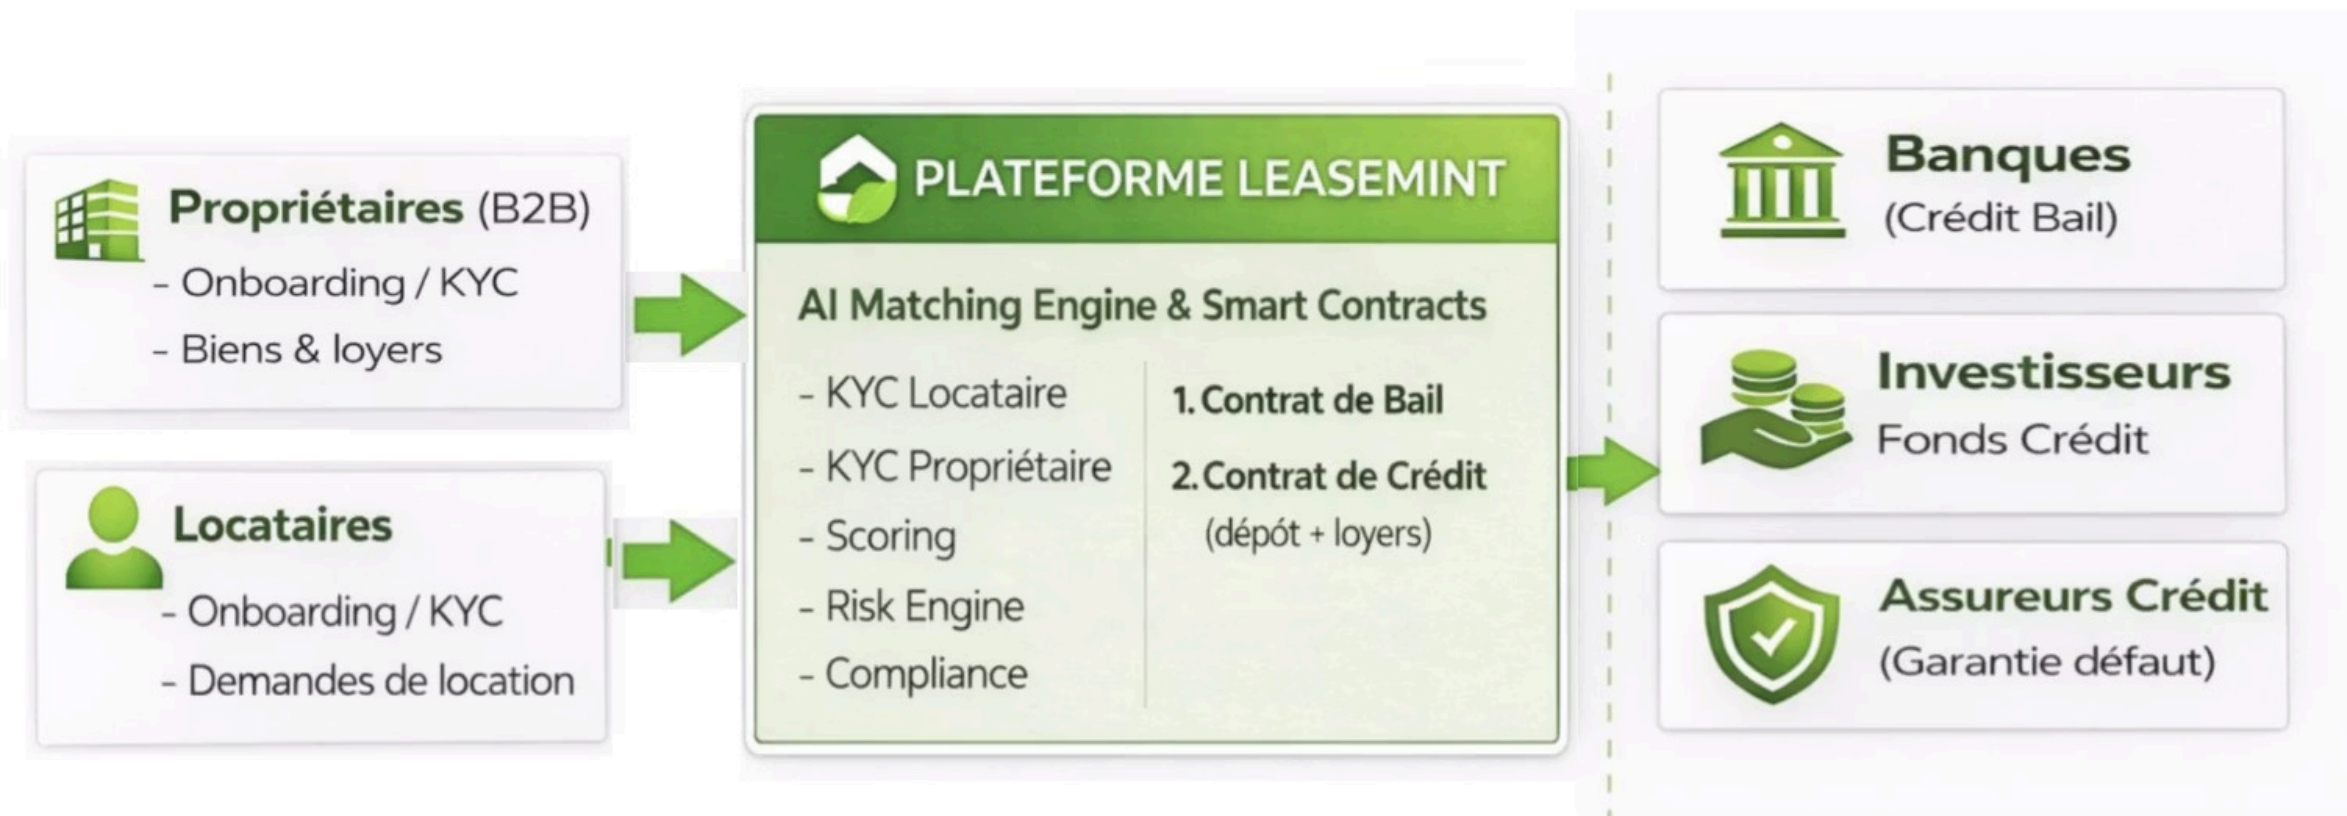 Propriétaires (B2B)
- Onboarding / KYC
- Biens & loyers
Locataires
- Onboarding / KYC
- Demandes de location
PLATEFORME LEASEMINT
AI Matching Engine & Smart Contracts
- KYC Locataire
- KYC Propriétaire
- Scoring
- Risk Engine
- Compliance
1. Contrat de Bail
2. Contrat de Crédit
(dépót + loyers)
Banques
(Crédit Bail)
Investisseurs
Fonds Crédit
Assureurs Crédit
(Garantie défaut)